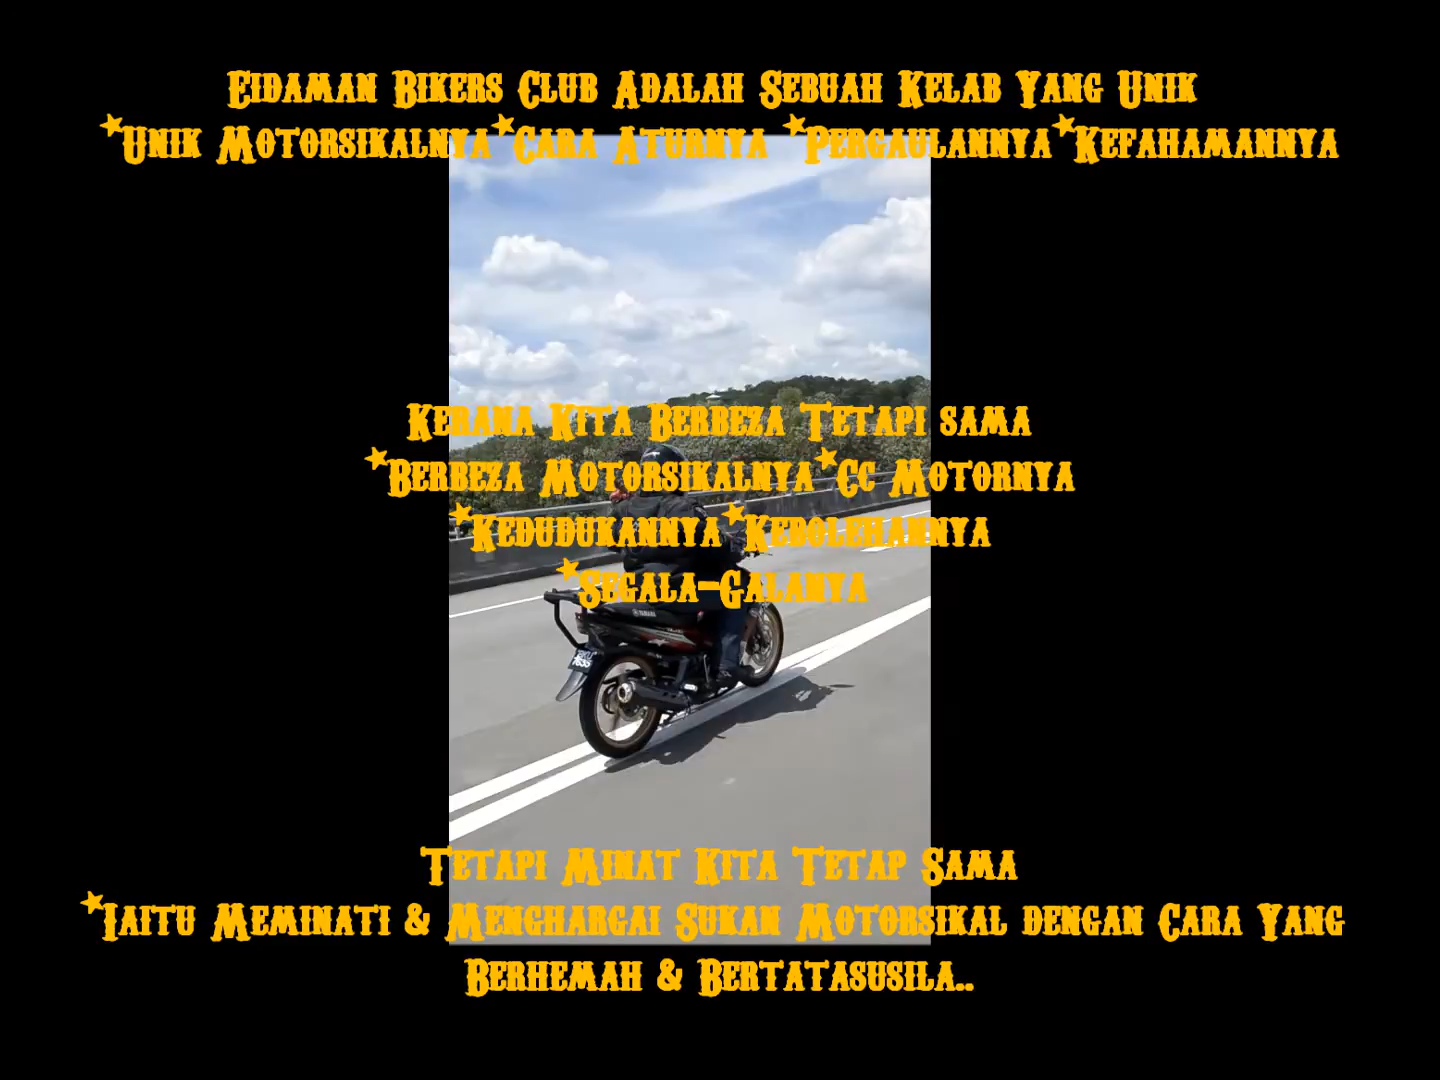 Eidaman Bikers Club Adalah Sebuah Kelab Yang Unik
*Unik Motorsikalnya*Cara Aturnya *Pergaulannya*Kefahamannya
Kerana Kita Berbeza Tetapi sama
*Berbeza Motorsikalnya*Cc Motornya
*Kedudukannya*Kebolehannya
*Segala-Galanya
YAMAHA
Tetapi Minat Kita Tetap Sama
*Iaitu Meminati & Menghargai Sukan Motorsikal dengan Cara Yang
Berhemah & Bertatasusila..